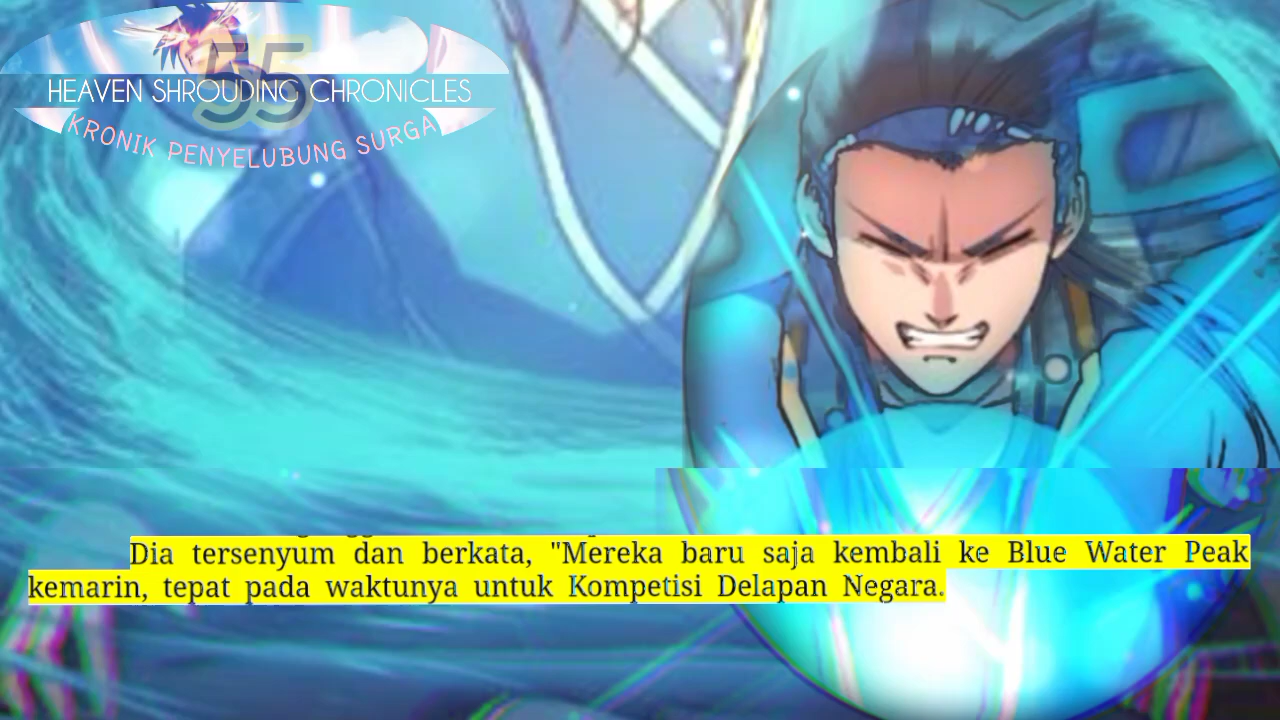 55
HEAVEN SHROUDING CHRONICLES
KRONIK PENYELUBUNG SURGA
Dia tersenyum dan berkata, "Mereka baru saja kembali ke Blue Water Peak
kemarin, tepat pada waktunya untuk Kompetisi Delapan Negara.